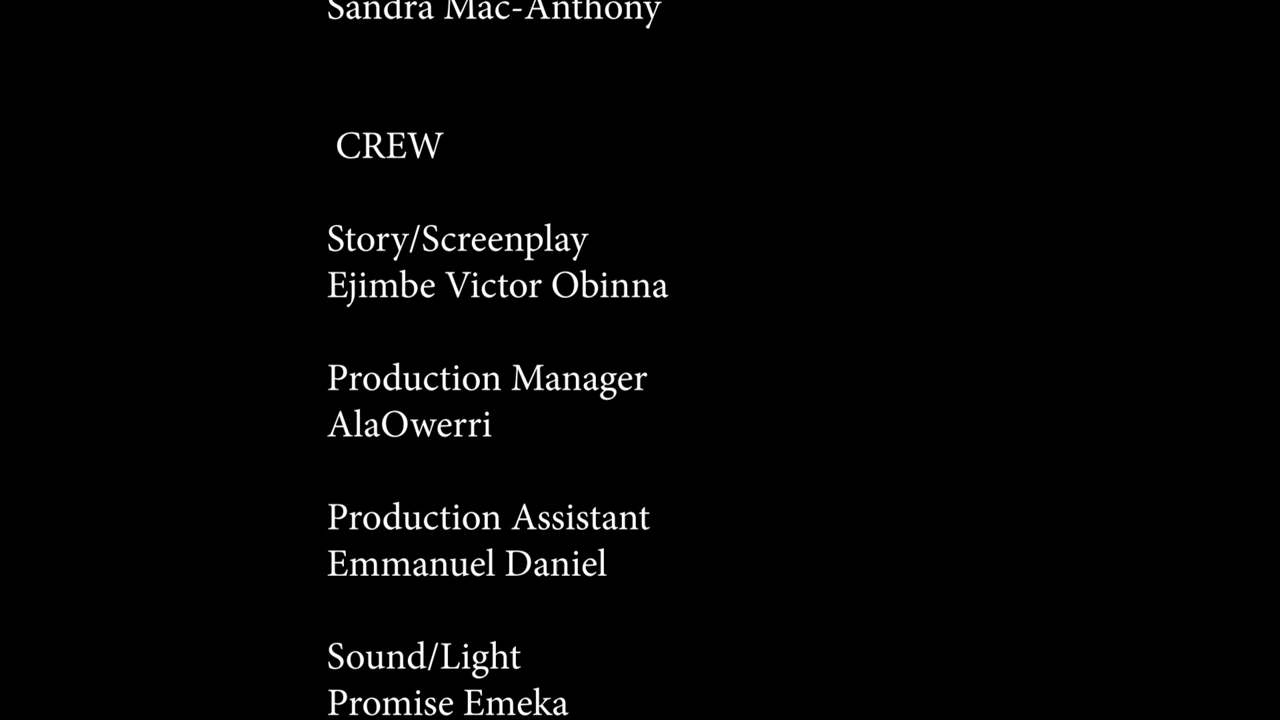 Sandra Mac-Anthony
CREW
Story/Screenplay
Ejimbe Victor Obinna
Production Manager
AlaOwerri
Production Assistant
Emmanuel Daniel
Sound/Light
Promise Emeka